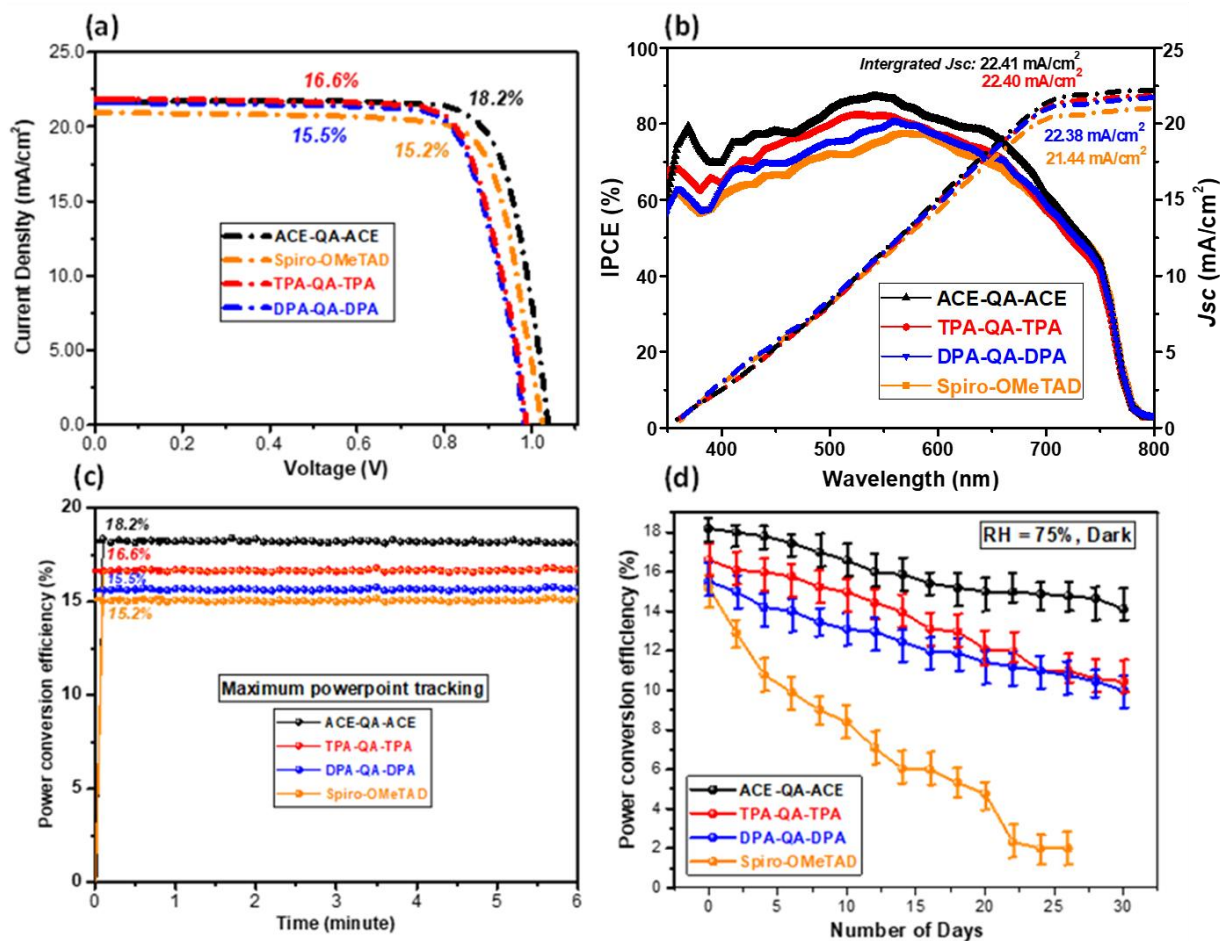 (a)
25.0
20.0
15.0
10.0
5.00
0.0
Current Density (mA/cm²)
16.6%
18.2%
15.5%
15.2%
ACE-QA-ACE
Spiro-OMeTAD
TPA-QA-TPA
DPA-QA-DPA
0.0 0.2 0.4 0.6 0.8 1.0
Voltage (V)
(b)
100
80
60
40
20
0
IPCE (%)
Intergrated Jsc: 22.41 mA/cm²
22.40 mA/cm²
22.38 mA/cm²
21.44 mA/cm²
ACE-QA-ACE
TPA-QA-TPA
DPA-QA-DPA
Spiro-OMeTAD
25
22
20
15
10
5
0
Jsc (mA/cm²)
400 500 600 700 800
Wavelength (nm)
(c)
20
15
10
5
0
Power conversion efficiency (%)
18.2%
16.6%
15.5%
15.2%
Maximum powerpoint tracking
ACE-QA-ACE
TPA-QA-TPA
DPA-QA-DPA
Spiro-OMeTAD
0 1 2 3 4 5 6
Time (minute)
(d)
18
16
14
12
10
8
6
4
2
0
Power conversion efficiency (%)
RH = 75%, Dark
ACE-QA-ACE
TPA-QA-TPA
DPA-QA-DPA
Spiro-OMeTAD
0 5 10 15 20 25 30
Number of Days